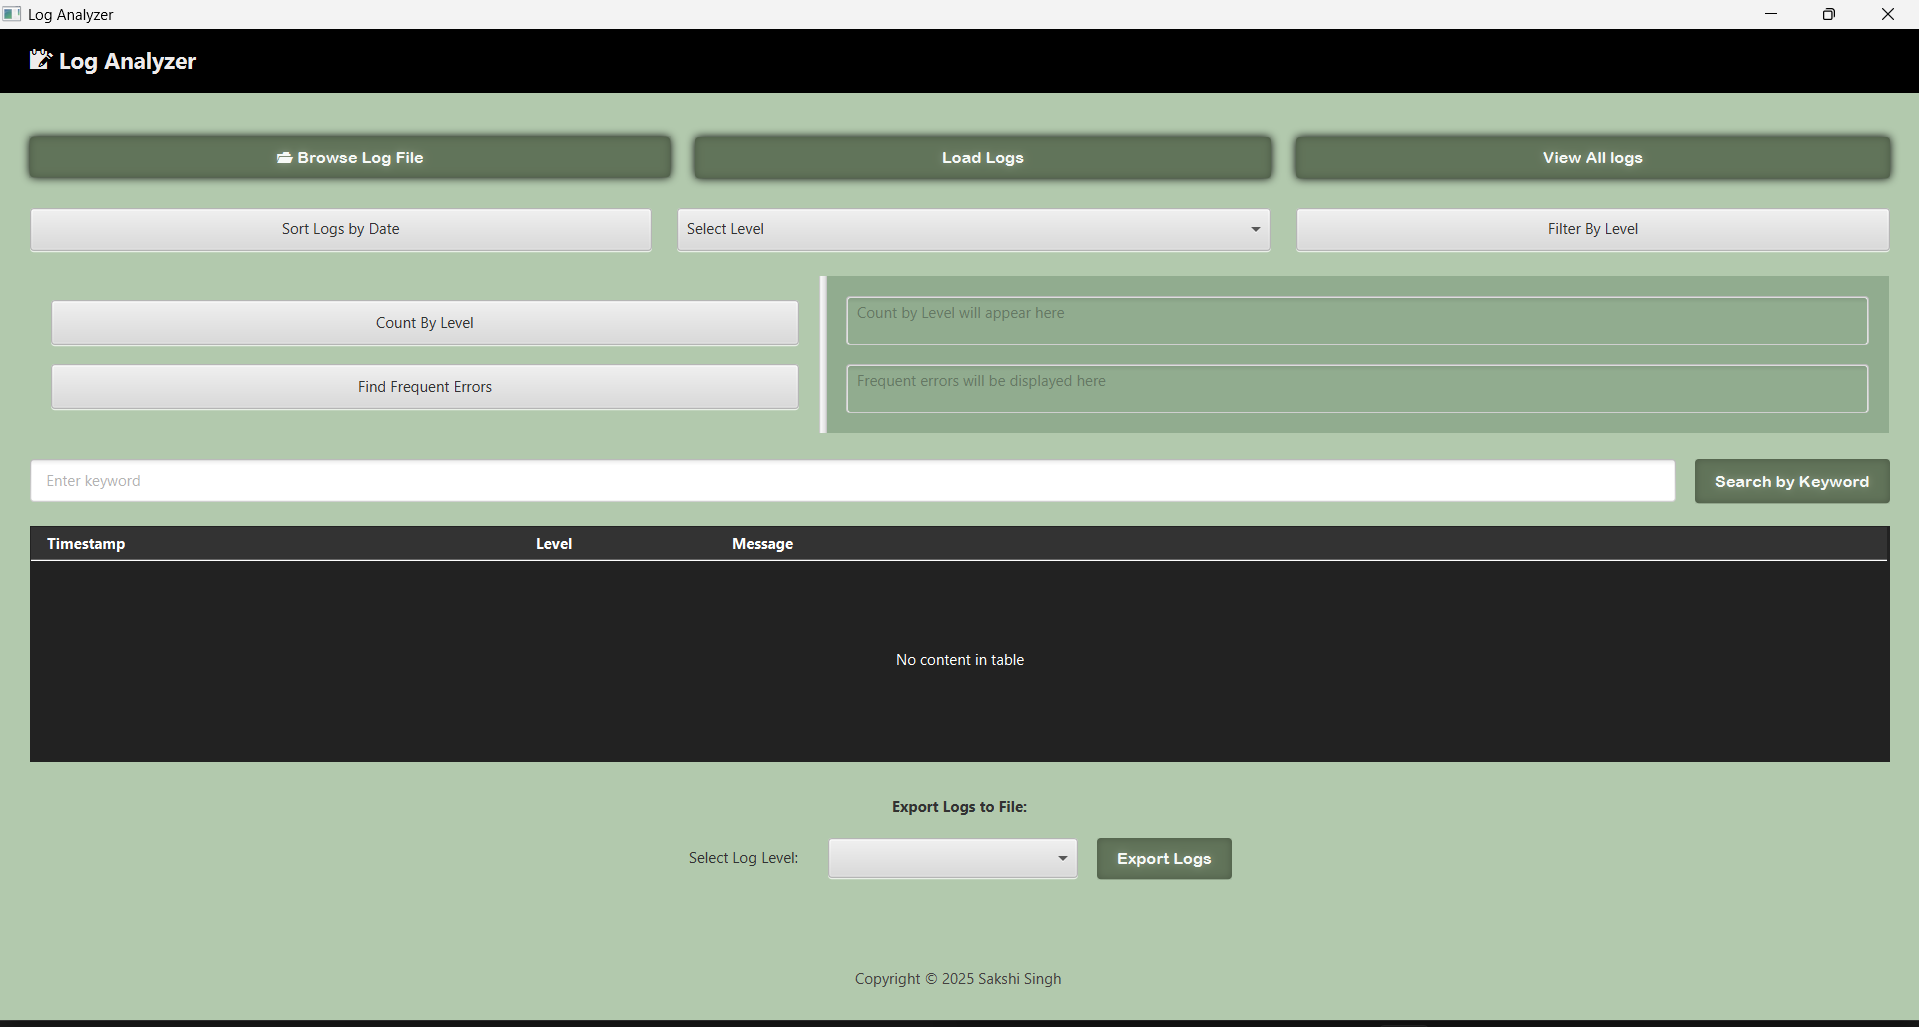 Log Analyzer
Log Analyzer
Browse Log File
Load Logs
View All logs
Sort Logs by Date
Select Level
Filter By Level
Count By Level
Count by Level will appear here
Find Frequent Errors
Frequent errors will be displayed here
Enter keyword
Search by Keyword
Timestamp Level Message
No content in table
Export Logs to File:
Select Log Level:
Export Logs
Copyright © 2025 Sakshi Singh